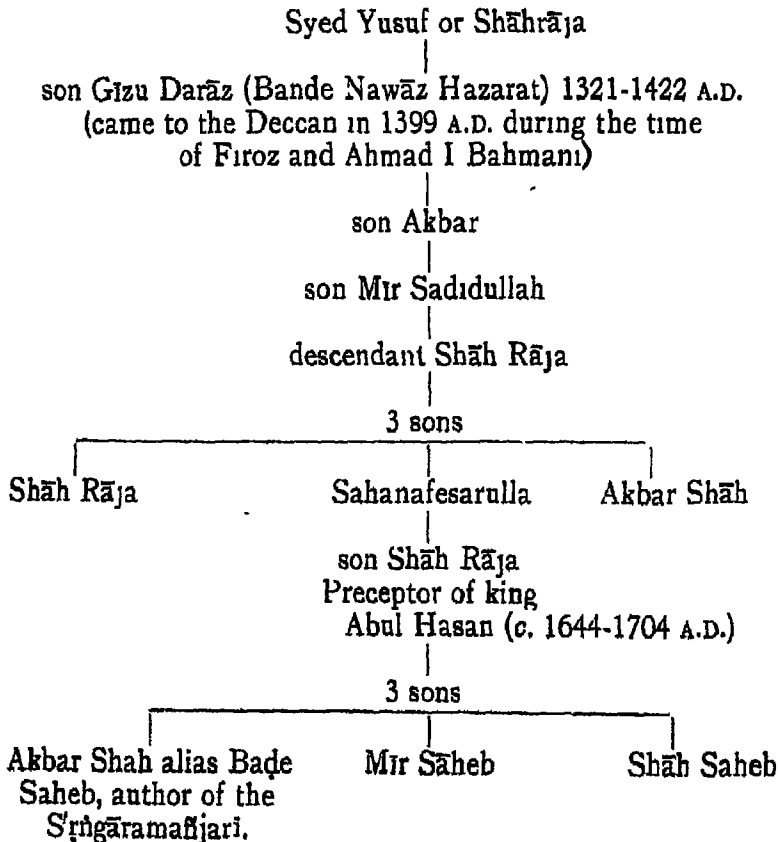 Syed Yusuf or Shāhrāja
son Gīzu Darāz (Bande Nawāz Hazarat) 1321-1422 A.D.
(came to the Deccan in 1399 A.D. during the time
of Firoz and Ahmad I Bahmani)
son Akbar
son Mīr Sadidullah
descendant Shāh Rāja
3 sons
Shāh Rāja Sahanafesarulla Akbar Shāh
son Shāh Rāja
Preceptor of king
Abul Hasan (c. 1644-1704 A.D.)
3 sons
Akbar Shah alias Baḍe Mīr Sāheb Shāh Saheb
Saheb, author of the
S'ṛṅgāramañjarī.